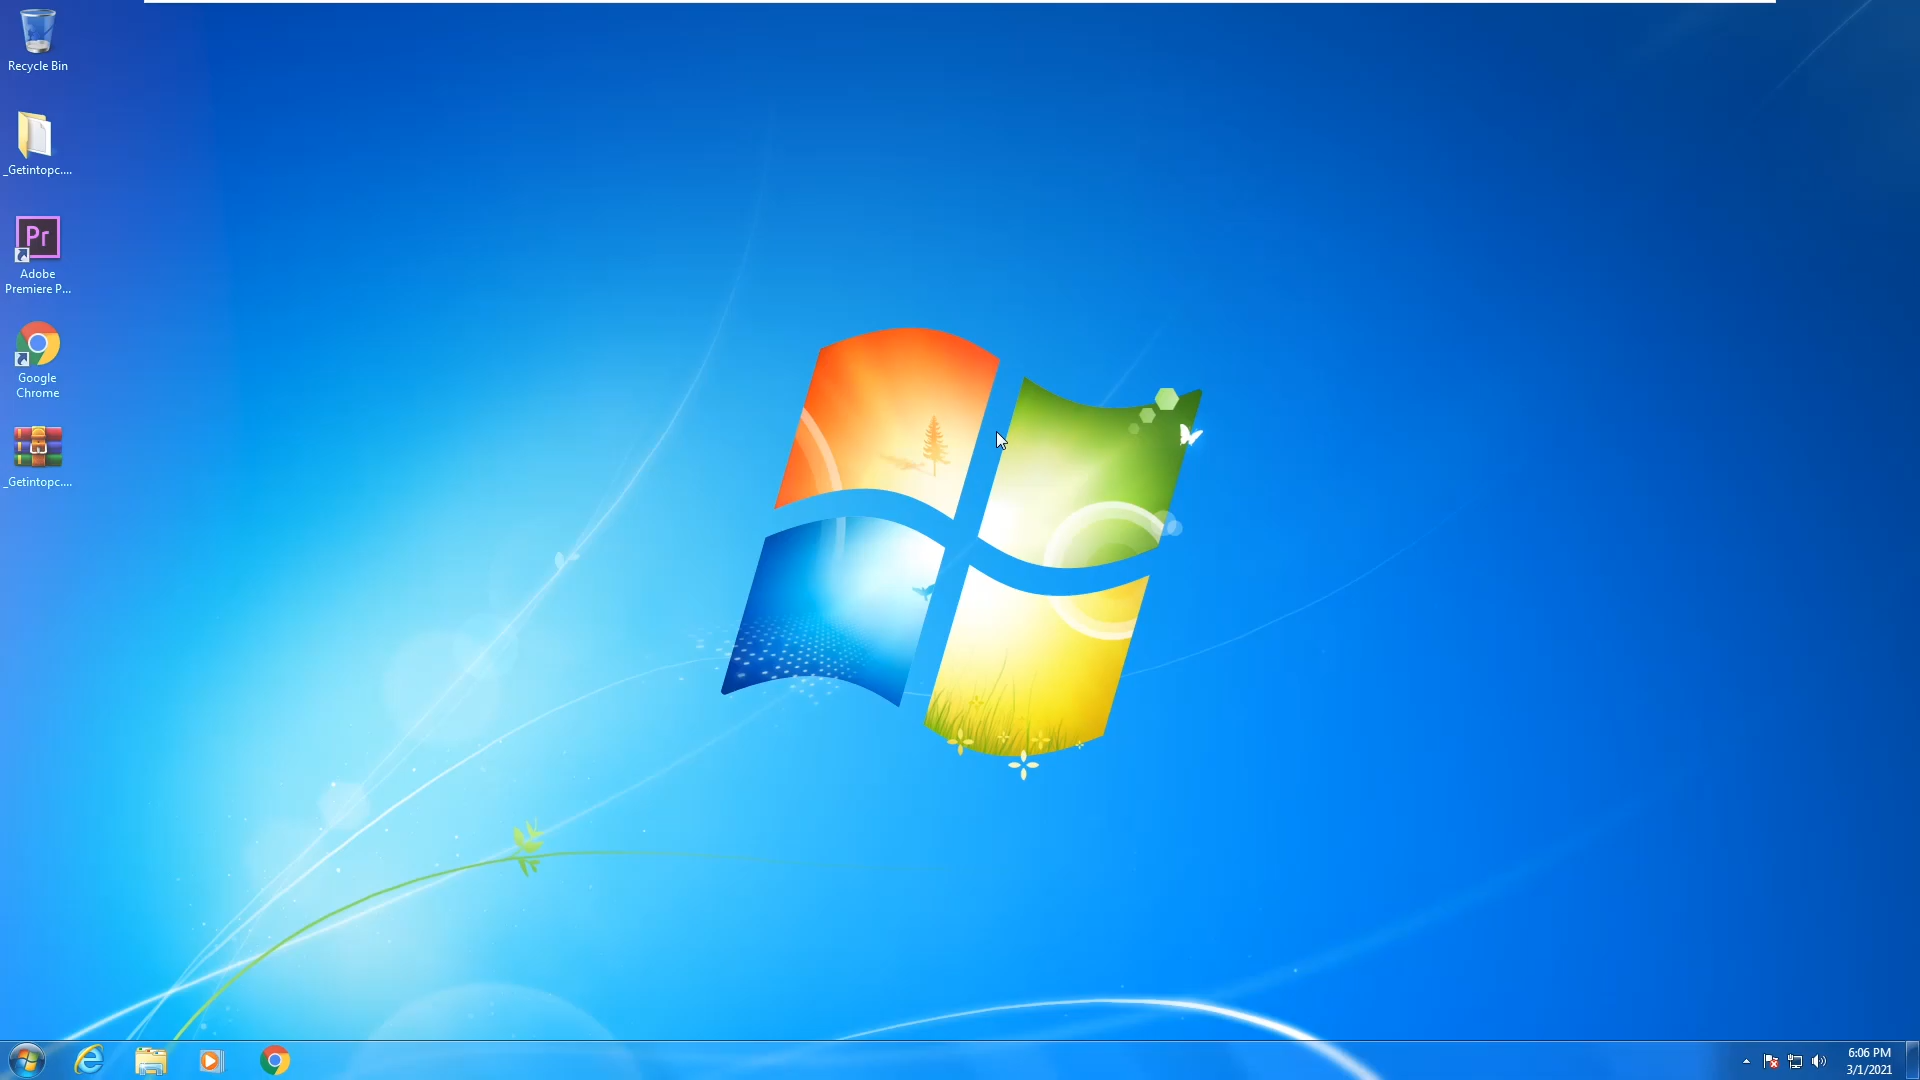 Recycle Bin
_Getintopc....
Pr
Adobe
Premiere P...
Google
Chrome
_Getintopc....
6:06 PM
3/1/2021